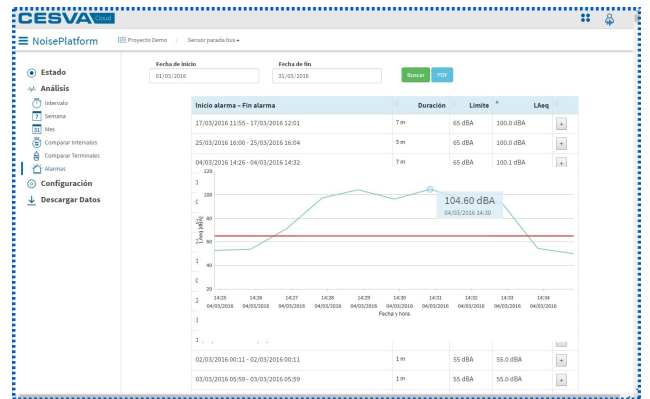 CESVA Cloud
NoisePlatform Proyecto Demo / Sensor parada bus
Fecha de inicio Fecha de fin
01/03/2016 31/03/2016 Buscar PDF
Estado
Análisis
Intervalo
7 Semana
31 Mes
Comparar Intervalos
Comparar Terminales
Alarmas
Configuración
Descargar Datos
Inicio alarma – Fin alarma Duración Limite LAeq
17/03/2016 11:55 - 17/03/2016 12:01 7 m 65 dBA 100.0 dBA +
25/03/2016 16:00 - 25/03/2016 16:04 5 m 65 dBA 100.0 dBA +
04/03/2016 14:26 - 04/03/2016 14:32 7 m 65 dBA 100.1 dBA +
120
100
80
60
40
20
LAeq [dBA]
104.60 dBA
04/03/2016 14:30
14:25 14:26 14:27 14:28 14:29 14:30 14:31 14:32 14:33 14:34
04/03/2016 04/03/2016 04/03/2016 04/03/2016 04/03/2016 04/03/2016 04/03/2016 04/03/2016 04/03/2016 04/03/2016
Fecha y hora
02/03/2016 00:11 - 02/03/2016 00:11 1 m 55 dBA 55.0 dBA +
03/03/2016 05:59 - 03/03/2016 05:59 1 m 55 dBA 55.0 dBA +